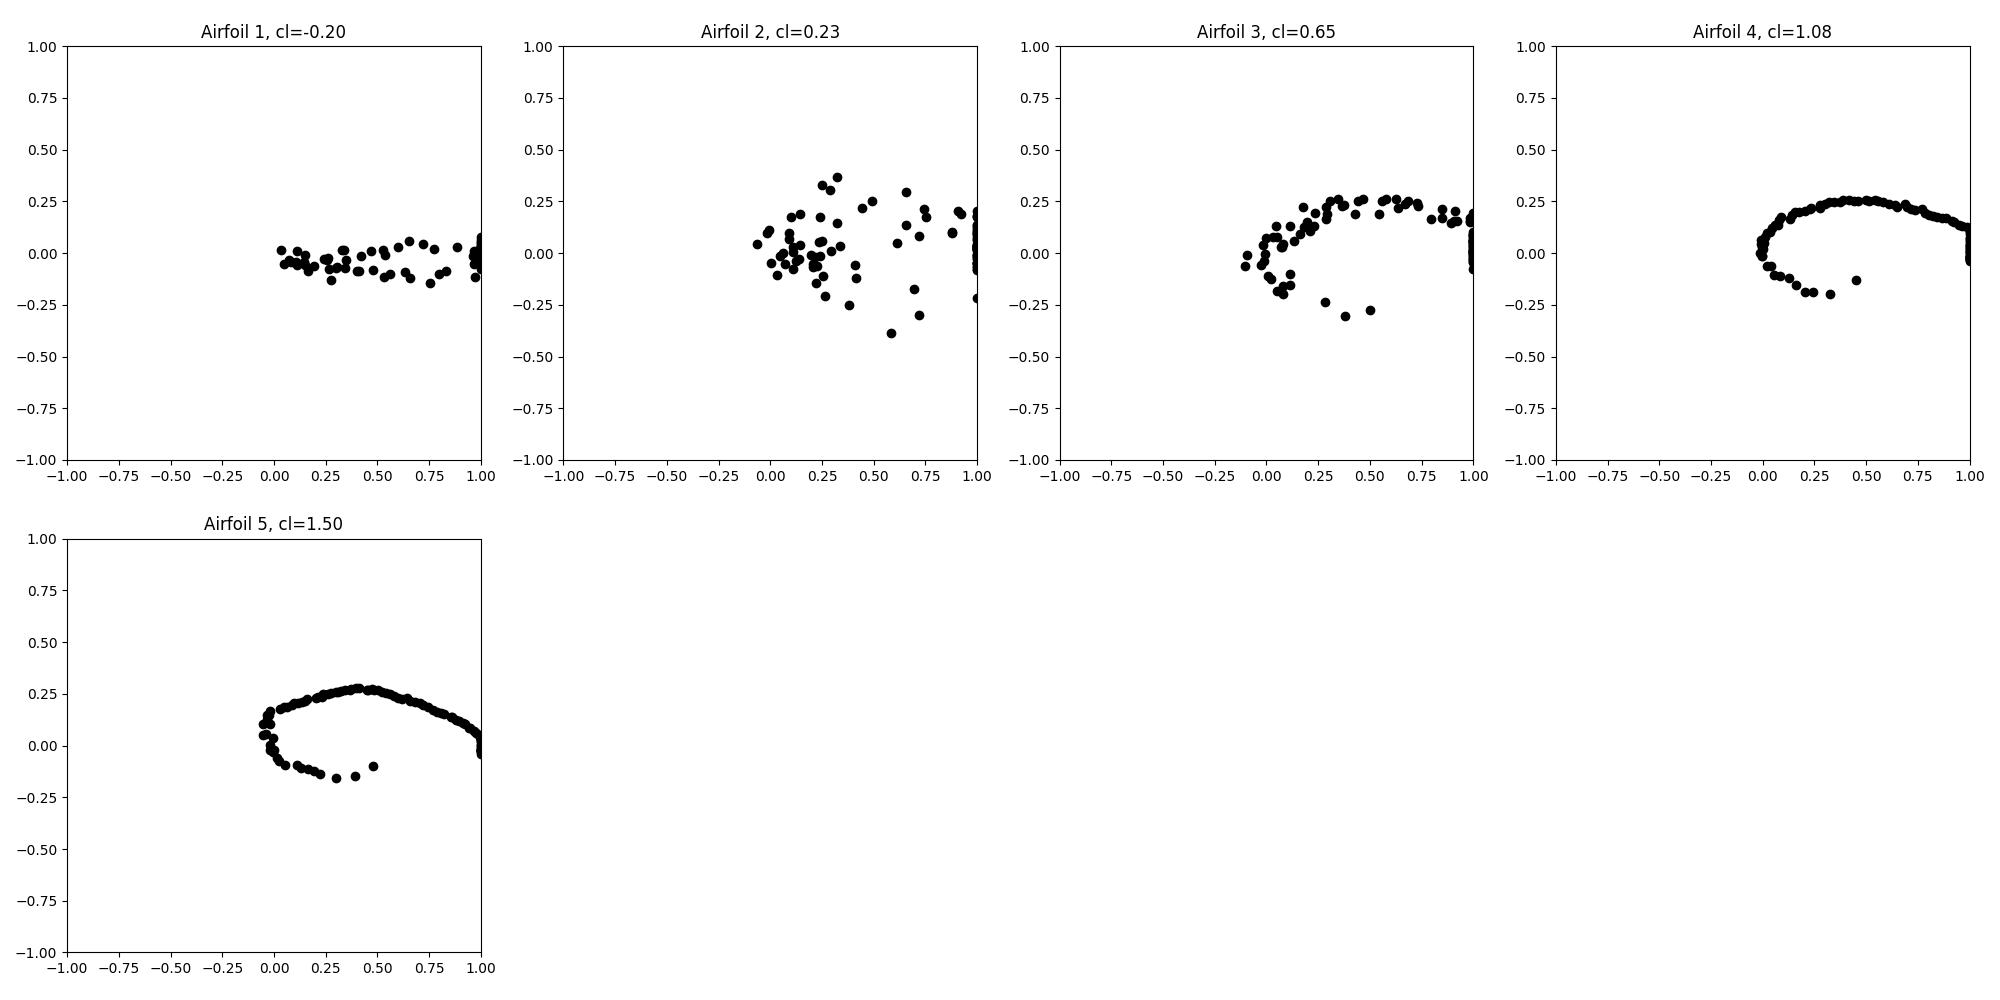 Airfoil 1, cl=-0.20
Airfoil 2, cl=0.23
Airfoil 3, cl=0.65
Airfoil 4, cl=1.08
1.00 1.00 1.00 1.00
0.75 0.75 0.75 0.75
0.50 0.50 0.50 0.50
0.25 0.25 0.25 0.25
0.00 0.00 0.00 0.00
−0.25 −0.25 −0.25 −0.25
−0.50 −0.50 −0.50 −0.50
−0.75 −0.75 −0.75 −0.75
−1.00 −1.00 −1.00 −1.00
−1.00 −0.75 −0.50 −0.25 0.00 0.25 0.50 0.75 1.00
−1.00 −0.75 −0.50 −0.25 0.00 0.25 0.50 0.75 1.00
−1.00 −0.75 −0.50 −0.25 0.00 0.25 0.50 0.75 1.00
−1.00 −0.75 −0.50 −0.25 0.00 0.25 0.50 0.75 1.00
Airfoil 5, cl=1.50
1.00
0.75
0.50
0.25
0.00
−0.25
−0.50
−0.75
−1.00
−1.00 −0.75 −0.50 −0.25 0.00 0.25 0.50 0.75 1.00